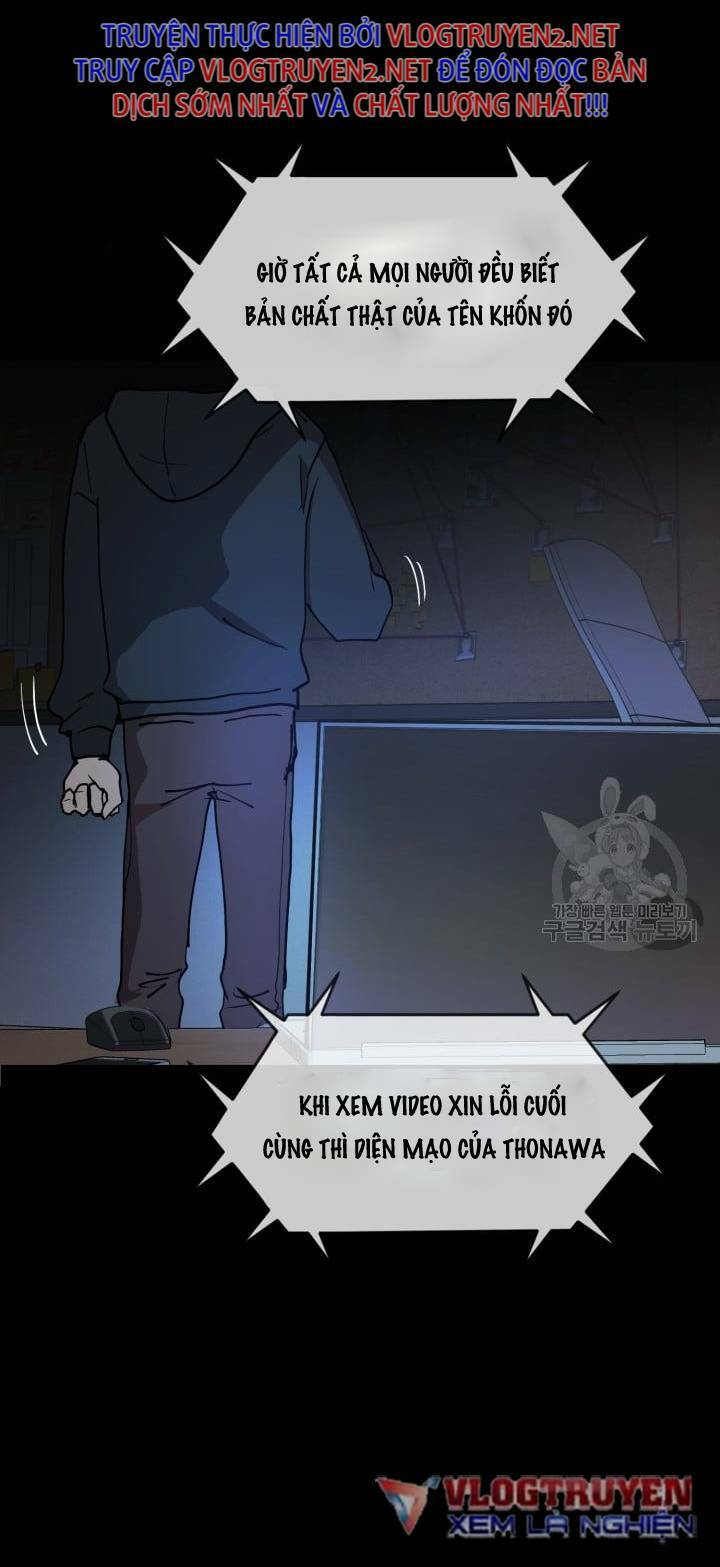 TRUYỆN THỰC HIỆN BỞI VLOGTRUYEN2.NET
TRUY CẬP VLOGTRUYEN2.NET ĐỂ ĐÓN ĐỌC BẢN
DỊCH SỚM NHẤT VÀ CHẤT LƯỢNG NHẤT!!!
GIỜ TẤT CẢ MỌI NGƯỜI ĐỀU BIẾT
BẢN CHẤT THẬT CỦA TÊN KHỐN ĐÓ
가장 빠른 웹툰 미리보기
구글검색 뉴토끼
KHI XEM VIDEO XIN LỖI CUỐI
CÙNG THÌ DIỆN MẠO CỦA THONAWA
VLOGTRUYEN
XEM LÀ NGHIỆN